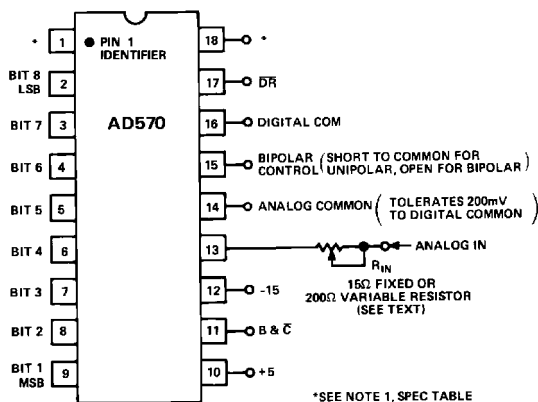 * 1
PIN 1 IDENTIFIER
18 *
BIT 8 LSB 2
17 D̅R̅
AD570
BIT 7 3
16 DIGITAL COM
BIT 6 4
15 BIPOLAR CONTROL (SHORT TO COMMON FOR UNIPOLAR, OPEN FOR BIPOLAR)
BIT 5 5
14 ANALOG COMMON (TOLERATES 200mV TO DIGITAL COMMON)
BIT 4 6
13 ANALOG IN
RIN
15Ω FIXED OR
200Ω VARIABLE RESISTOR
(SEE TEXT)
BIT 3 7
12 -15
BIT 2 8
11 B & C̅
BIT 1 MSB 9
10 +5
*SEE NOTE 1, SPEC TABLE